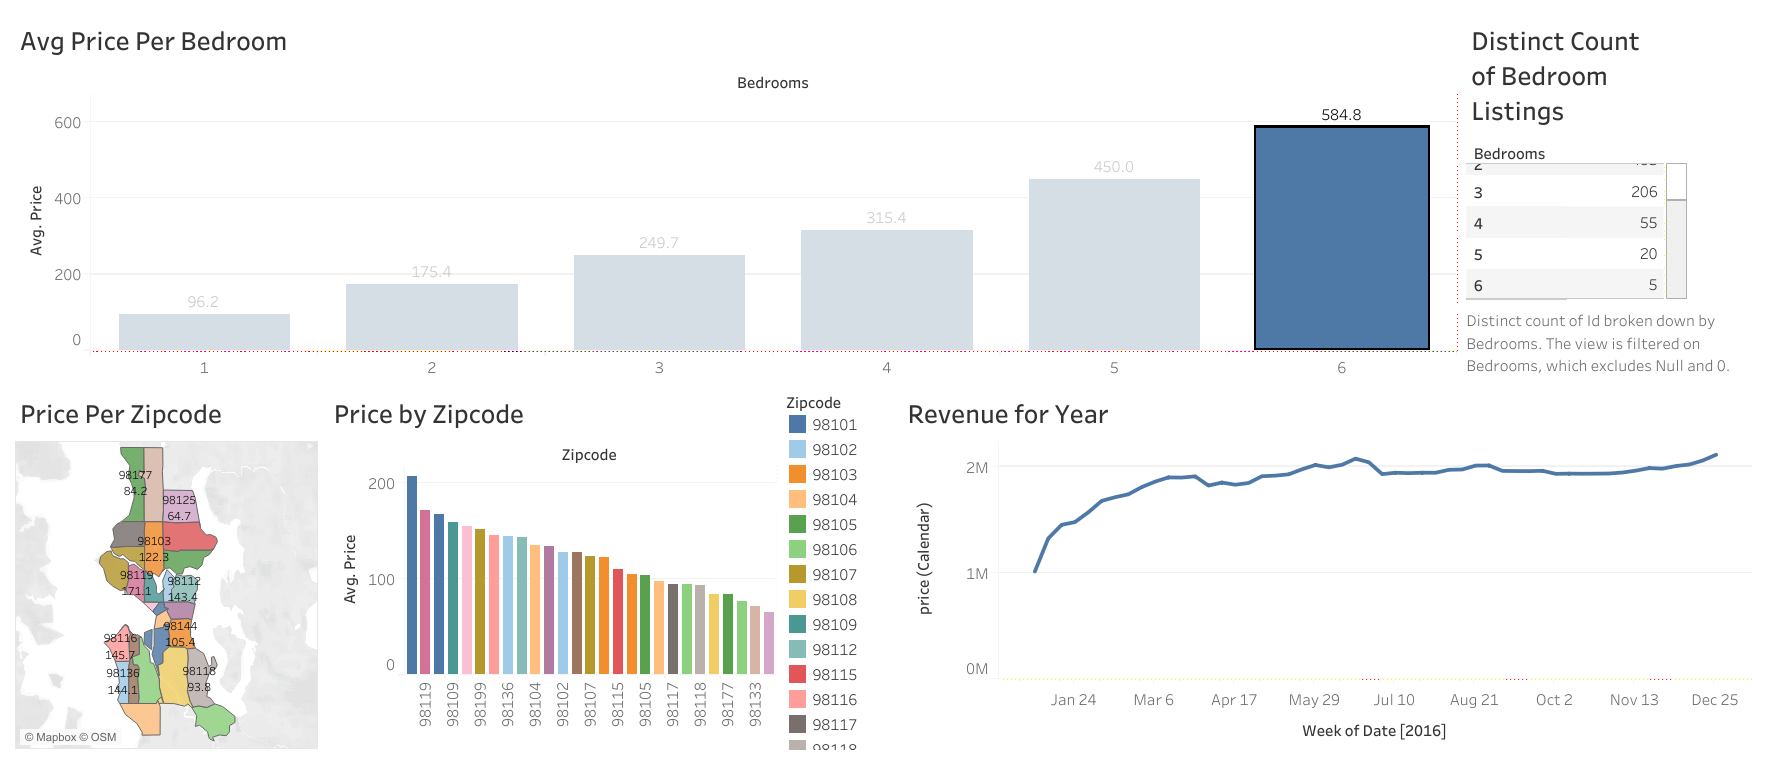 Avg Price Per Bedroom
Bedrooms
600
400
200
0
Avg. Price
96.2
175.4
249.7
315.4
450.0
584.8
1
2
3
4
5
6
Distinct Count
of Bedroom
Listings
Bedrooms
2
3 206
4 55
5 20
6 5
Distinct count of Id broken down by
Bedrooms. The view is filtered on
Bedrooms, which excludes Null and 0.
Price Per Zipcode
98177
84.2
98125
64.7
98103
122.3
98119
171.1
98112
143.4
98144
105.4
98116
145.7
98136
144.1
98118
93.8
© Mapbox © OSM
Price by Zipcode
Zipcode
200
100
0
Avg. Price
98119
98109
98199
98136
98104
98102
98107
98115
98105
98117
98118
98177
98133
Zipcode
98101
98102
98103
98104
98105
98106
98107
98108
98109
98112
98115
98116
98117
98118
Revenue for Year
2M
1M
0M
price (Calendar)
Jan 24
Mar 6
Apr 17
May 29
Jul 10
Aug 21
Oct 2
Nov 13
Dec 25
Week of Date [2016]